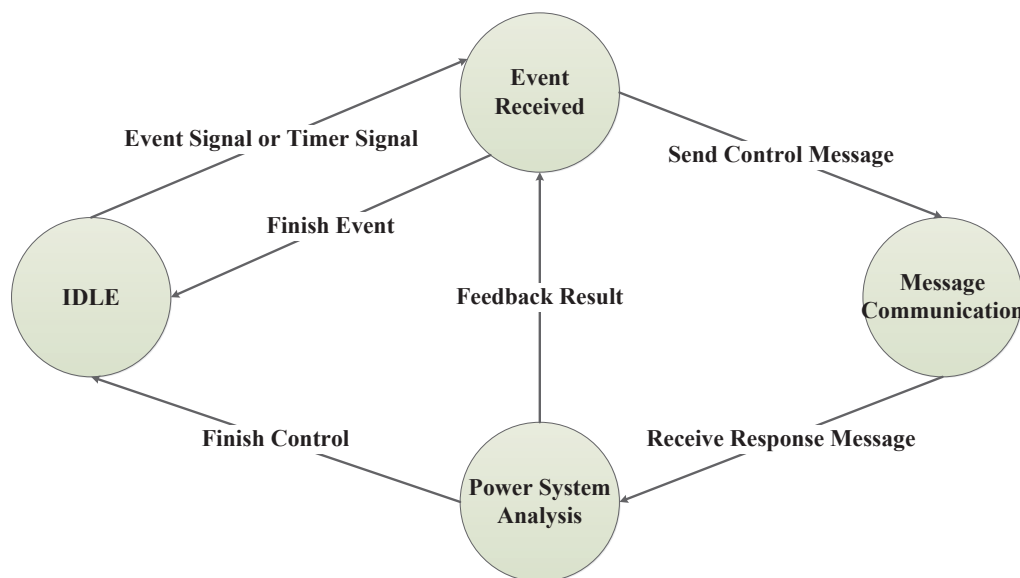 Event
Received
Event Signal or Timer Signal
Send Control Message
Finish Event
IDLE
Feedback Result
Message
Communication
Finish Control
Receive Response Message
Power System
Analysis